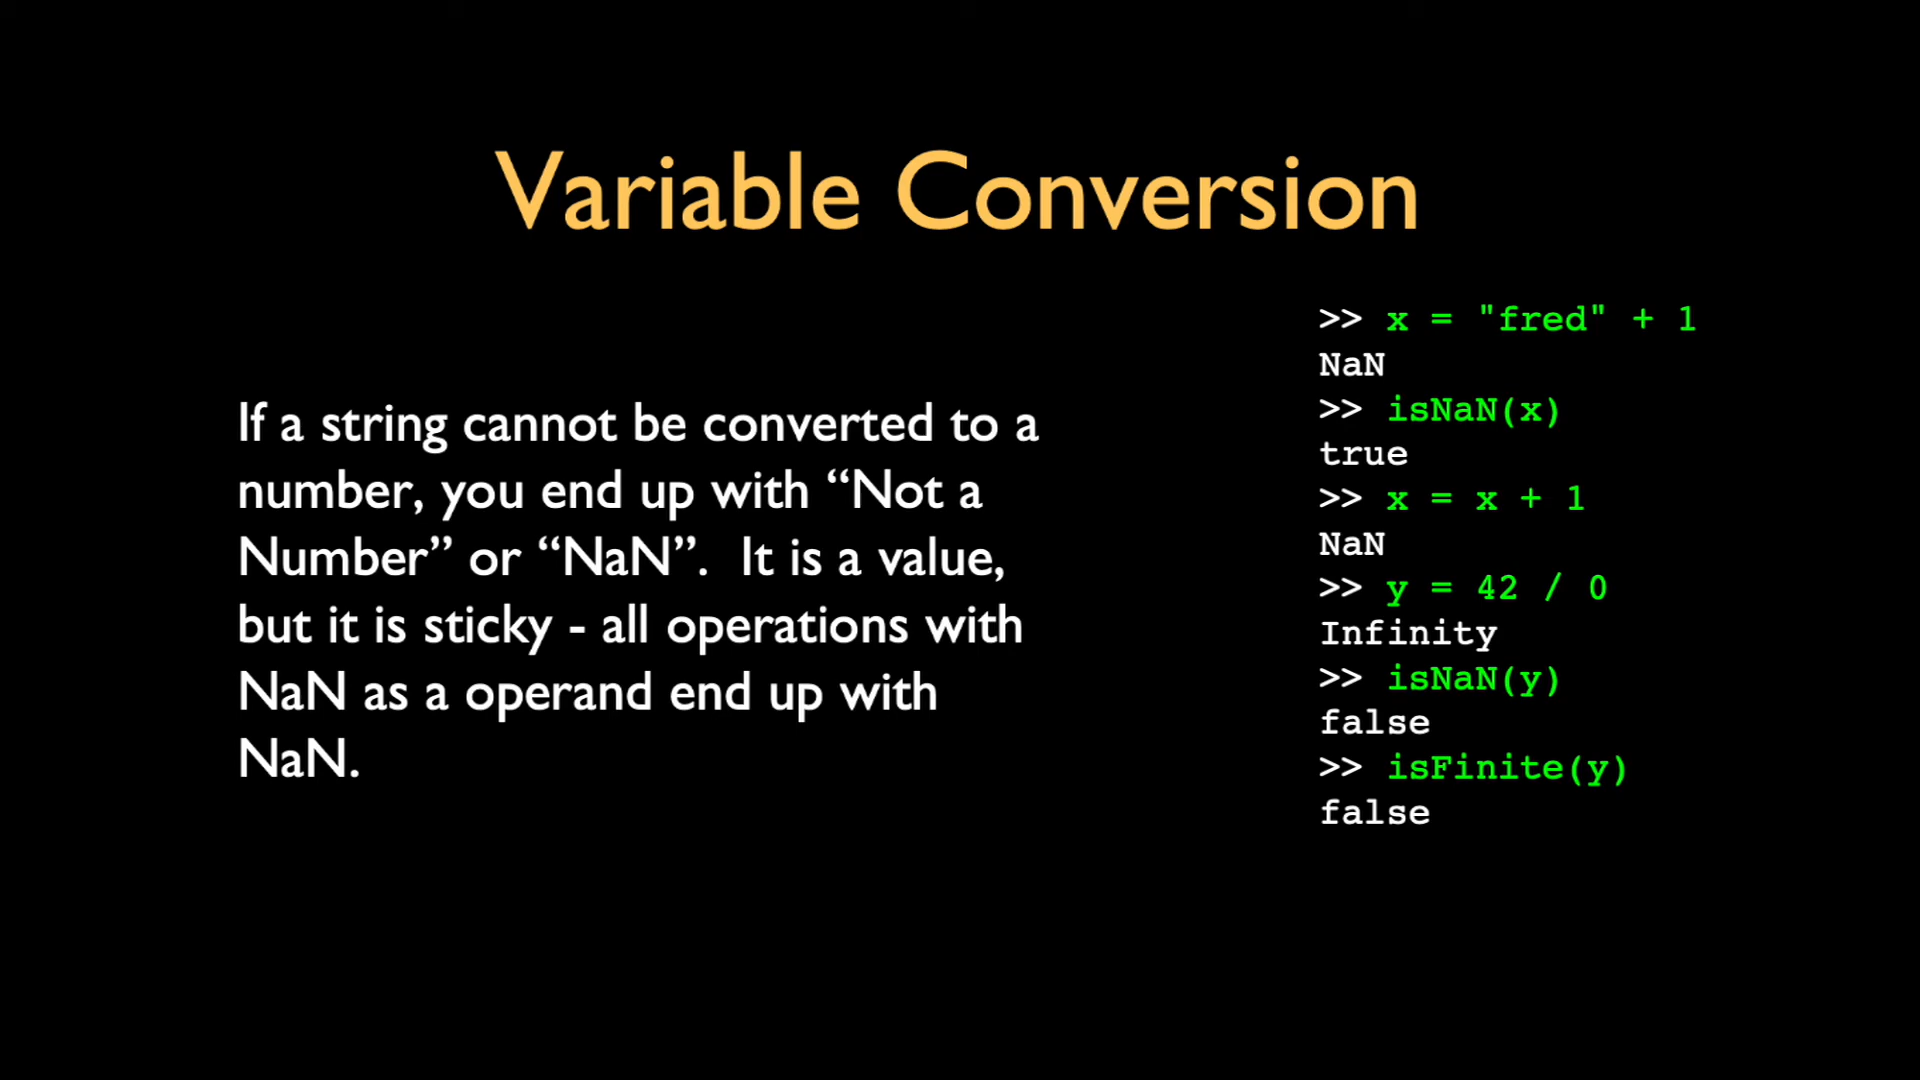 Variable Conversion
If a string cannot be converted to a
number, you end up with “Not a
Number” or “NaN”.  It is a value,
but it is sticky - all operations with
NaN as a operand end up with
NaN.
>> x = "fred" + 1
NaN
>> isNaN(x)
true
>> x = x + 1
NaN
>> y = 42 / 0
Infinity
>> isNaN(y)
false
>> isFinite(y)
false